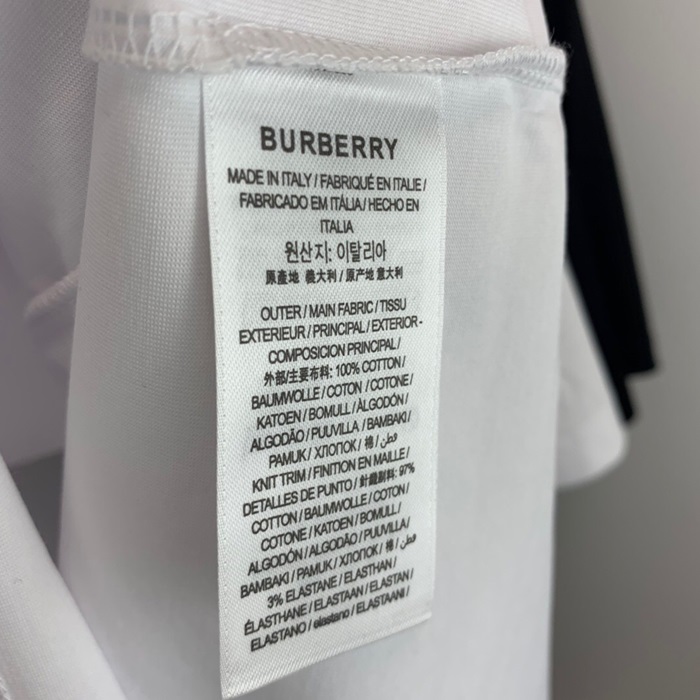 BURBERRY
MADE IN ITALY / FABRIQUÉ EN ITALIE /
FABRICADO EM ITÁLIA / HECHO EN
ITALIA
원산지: 이탈리아
原產地 義大利 / 原产地 意大利
OUTER / MAIN FABRIC / TISSU
EXTERIEUR / PRINCIPAL / EXTERIOR -
COMPOSICION PRINCIPAL /
外部/主要布料: 100% COTTON /
BAUMWOLLE / COTON / COTONE /
KATOEN / BOMULL / ALGODÓN /
ALGODÃO / PUUVILLA / BAMBAKI /
PAMUK / ХЛОПОК / 棉 / قطن /
KNIT TRIM / FINITION EN MAILLE /
DETALLES DE PUNTO / 針織副料: 97%
COTTON / BAUMWOLLE / COTON /
COTONE / KATOEN / BOMULL /
ALGODÓN / ALGODÃO / PUUVILLA /
BAMBAKI / PAMUK / ХЛОПОК / 棉 / قطن /
3% ELASTANE / ELASTHAN /
ÉLASTHANE / ELASTAAN / ELASTAN /
ELASTANO / elastano / ELASTAANI /